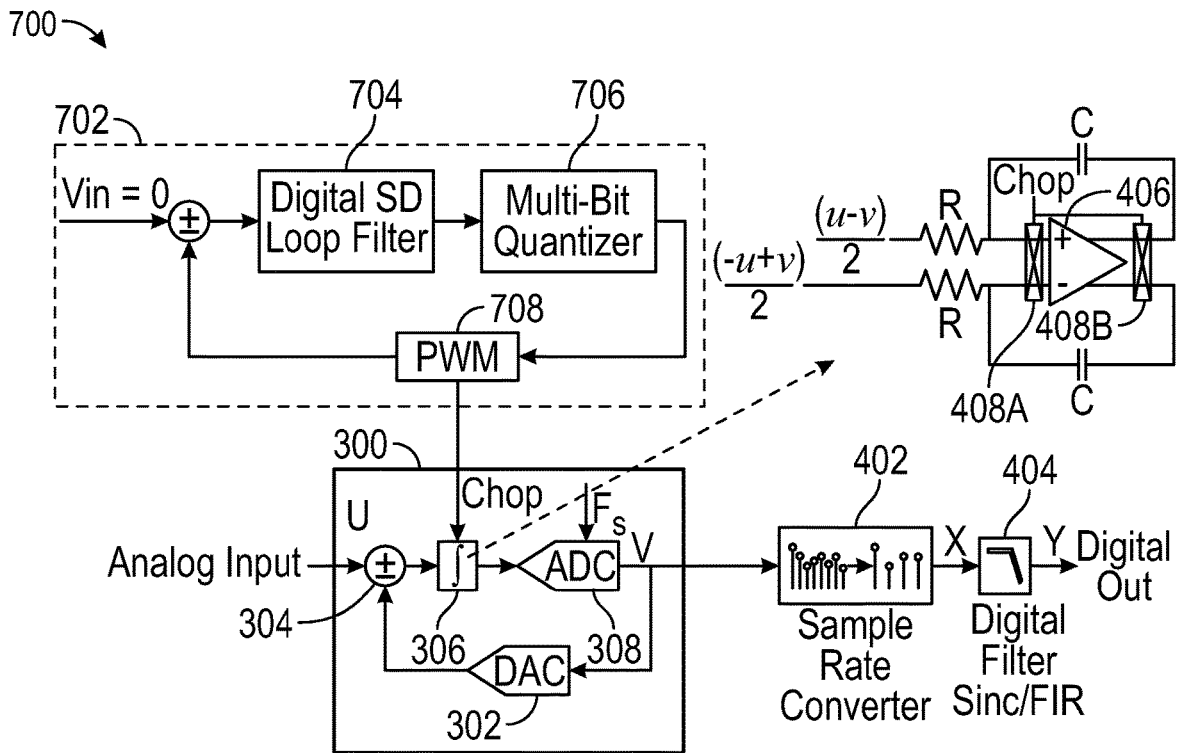 700
702
704
706
Vin = 0
±
Digital SD
Loop Filter
Multi-Bit
Quantizer
708
PWM
C
Chop
406
(u-v)
2
R
+
(-u+v)
2
R
-
408B
408A
C
300
Chop
U
F
s
V
Analog Input
±
∫
ADC
304
306
308
DAC
302
402
404
X
Y
Digital
Out
Sample
Rate
Converter
Digital
Filter
Sinc/FIR